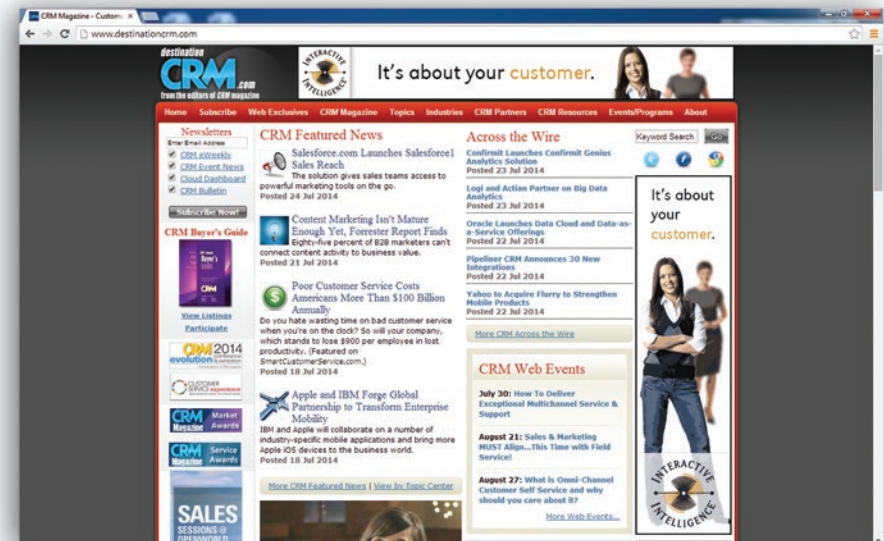 CRM Magazine - Custome
www.destinationcrm.com
destination
CRM.com
from the editors of CRM magazine
INTERACTIVE
INTELLIGENCE
It's about your customer.
Home Subscribe Web Exclusives CRM Magazine Topics Industries CRM Partners CRM Resources Events/Programs About
Newsletters
Enter Email Address
CRM eWeekly
CRM Event News
Cloud Dashboard
CRM Bulletin
Subscribe Now!
CRM Buyer's Guide
Buyer's
CRM
View Listings
Participate
CRM 2014
evolution
CUSTOMER
SERVICE experience
CRM Market
Magazine Awards
CRM Service
Magazine Awards
SALES
SESSIONS @
OPENWORLD
CRM Featured News
Salesforce.com Launches Salesforce1
Sales Reach
The solution gives sales teams access to
powerful marketing tools on the go.
Posted 24 Jul 2014
Content Marketing Isn't Mature
Enough Yet, Forrester Report Finds
Eighty-five percent of B2B marketers can't
connect content activity to business value.
Posted 21 Jul 2014
Poor Customer Service Costs
Americans More Than $100 Billion
Annually
Do you hate wasting time on bad customer service
when you're on the clock? So will your company,
which stands to lose $900 per employee in lost
productivity. (Featured on
SmartCustomerService.com.)
Posted 18 Jul 2014
Apple and IBM Forge Global
Partnership to Transform Enterprise
Mobility
IBM and Apple will collaborate on a number of
industry-specific mobile applications and bring more
Apple iOS devices to the business world.
Posted 18 Jul 2014
More CRM Featured News | View by Topic Center
Across the Wire
Confirmit Launches Confirmit Genius
Analytics Solution
Posted 23 Jul 2014
Logi and Actian Partner on Big Data
Analytics
Posted 23 Jul 2014
Oracle Launches Data Cloud and Data-as-
a-Service Offerings
Posted 22 Jul 2014
Pipeliner CRM Announces 30 New
Integrations
Posted 22 Jul 2014
Yahoo to Acquire Flurry to Strengthen
Mobile Products
Posted 22 Jul 2014
More CRM Across the Wire
CRM Web Events
July 30: How To Deliver
Exceptional Multichannel Service &
Support
August 21: Sales & Marketing
MUST Align...This Time with Field
Service!
August 27: What is Omni-Channel
Customer Self Service and why
should you care about it?
More Web Events...
Keyword Search Go
It's about
your
customer.
INTERACTIVE
INTELLIGENCE